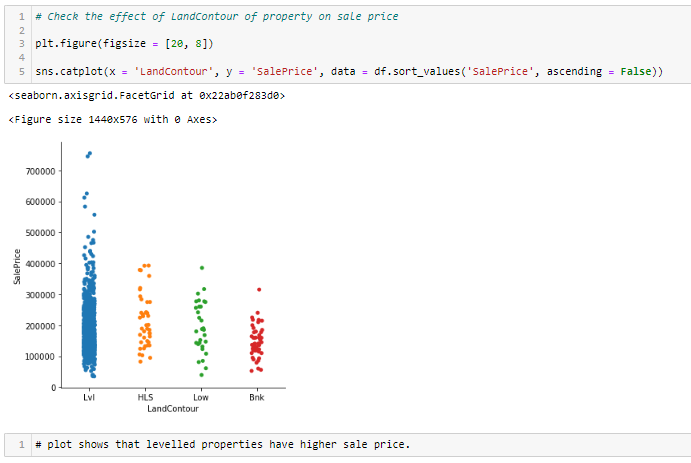 1 # Check the effect of LandContour of property on sale price
2
3 plt.figure(figsize = [20, 8])
4
5 sns.catplot(x = 'LandContour', y = 'SalePrice', data = df.sort_values('SalePrice', ascending = False))
<seaborn.axisgrid.FacetGrid at 0x22ab0f283d0>
<Figure size 1440x576 with 0 Axes>
700000
600000
500000
400000
300000
200000
100000
0
SalePrice
Lvl HLS Low Bnk
LandContour
1 # plot shows that levelled properties have higher sale price.